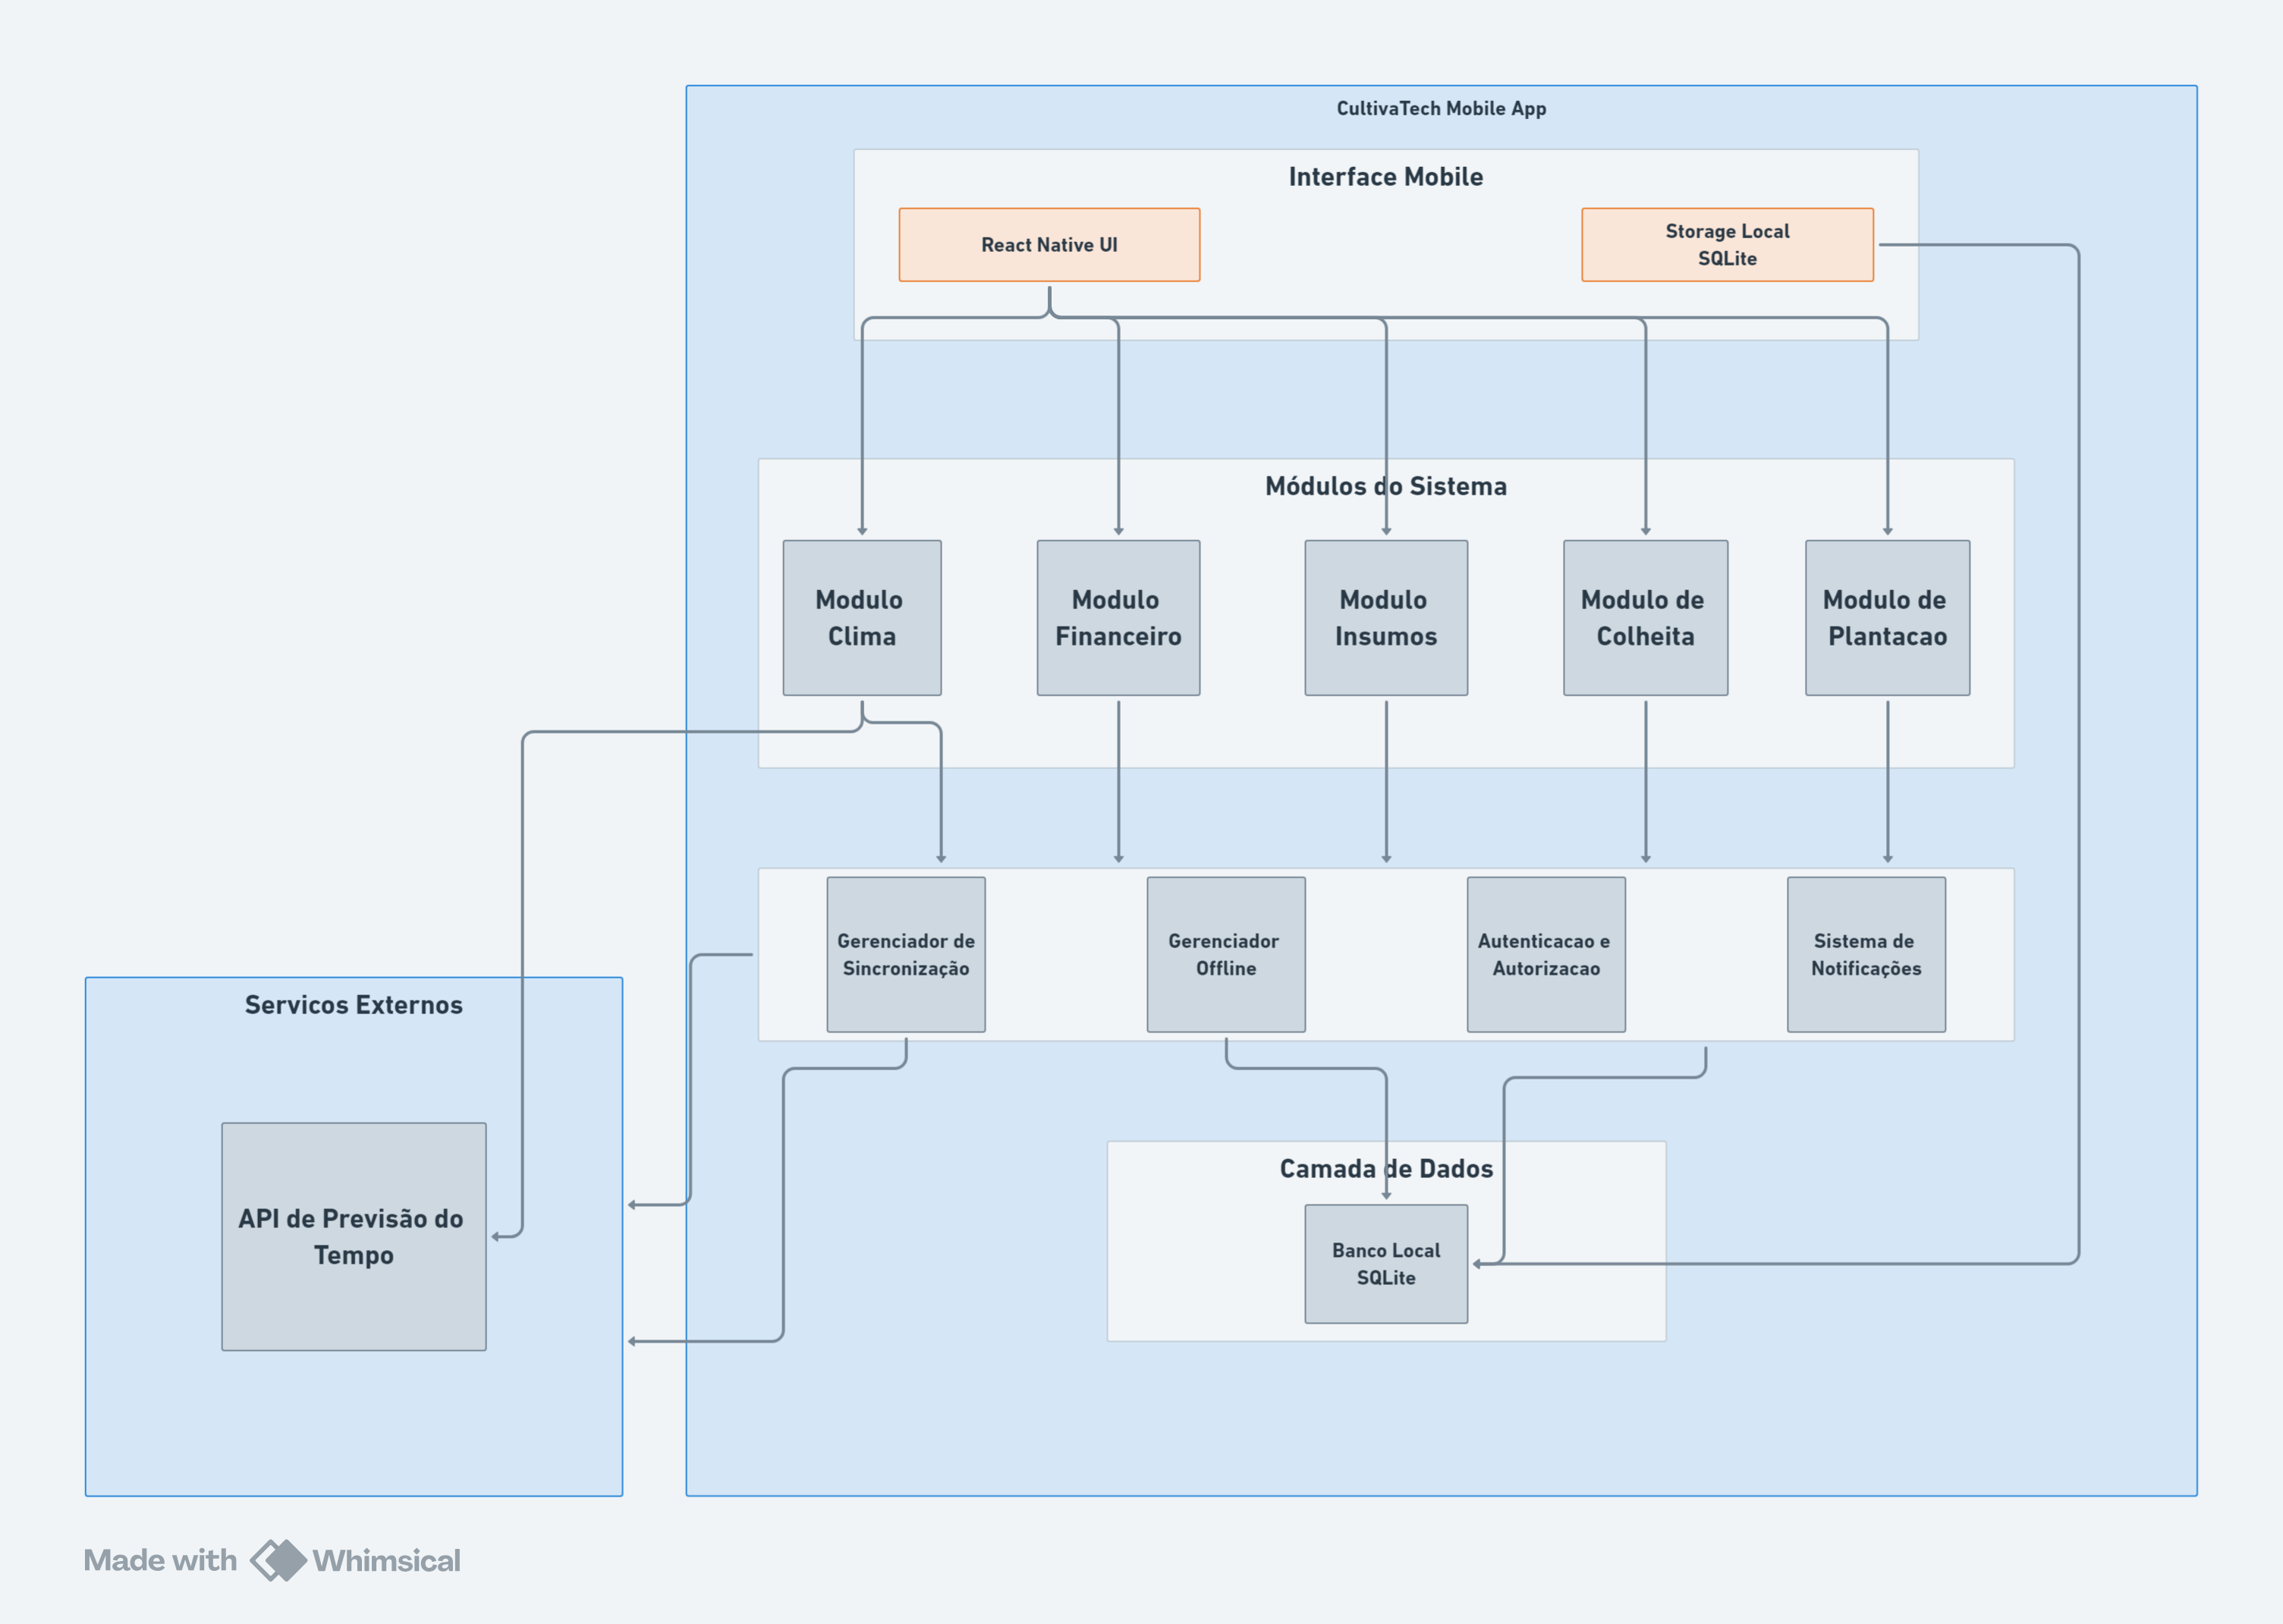 CultivaTech Mobile App
Interface Mobile
React Native UI
Storage Local
SQLite
Módulos do Sistema
Modulo
Clima
Modulo
Financeiro
Modulo
Insumos
Modulo de
Colheita
Modulo de
Plantacao
Gerenciador de
Sincronização
Gerenciador
Offline
Autenticacao e
Autorizacao
Sistema de
Notificações
Servicos Externos
API de Previsão do
Tempo
Camada de Dados
Banco Local
SQLite
Made with Whimsical